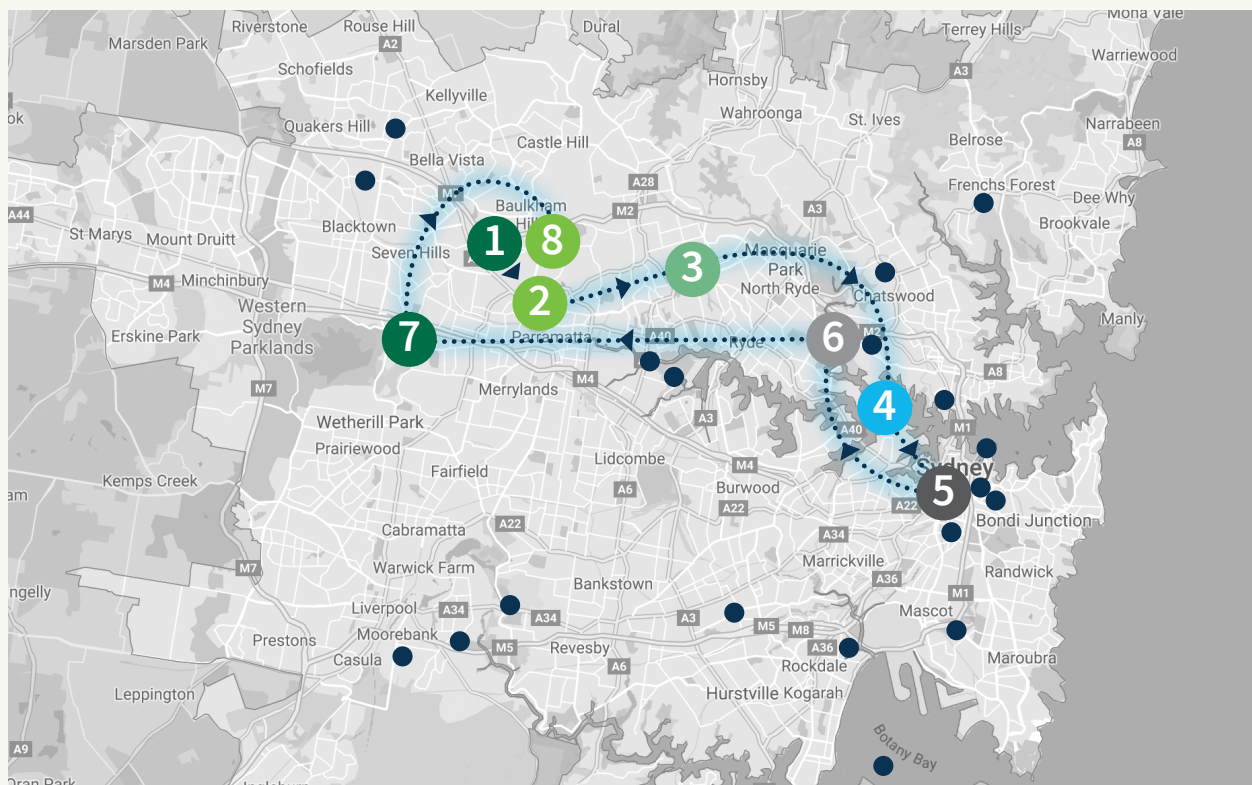 Mona Vale
Riverstone
Rouse Hill
Dural
Terrey Hills
Marsden Park
A2
Warriewood
Schofields
A3
Hornsby
Kellyville
Wahroonga
St. Ives
Narrabeen
Quakers Hill
Belrose
Castle Hill
A8
Bella Vista
A28
Frenchs Forest
Dee Why
Baulkham
M2
A3
A44
Blacktown
Brookvale
St Marys
Mount Druitt
1
8
Seven Hills
Macquarie
Park
3
M4
Minchinbury
North Ryde
Chatswood
2
Western
Sydney
Parklands
Manly
Erskine Park
7
Parramatta
A40
Ryde
6
M2
Merrylands
M4
A8
M7
4
Wetherill Park
A3
A40
M1
Prairiewood
Lidcombe
Fairfield
M4
Sydney
Kemps Creek
A6
Burwood
5
A22
A22
A22
Bondi Junction
Cabramatta
A34
Marrickville
M7
Warwick Farm
Bankstown
A36
Randwick
M1
Liverpool
A34
A34
A3
Mascot
Moorebank
M5
M8
Prestons
M5
Revesby
A36
Casula
A6
Rockdale
Maroubra
Leppington
Hurstville
Kogarah
A9
Botany Bay